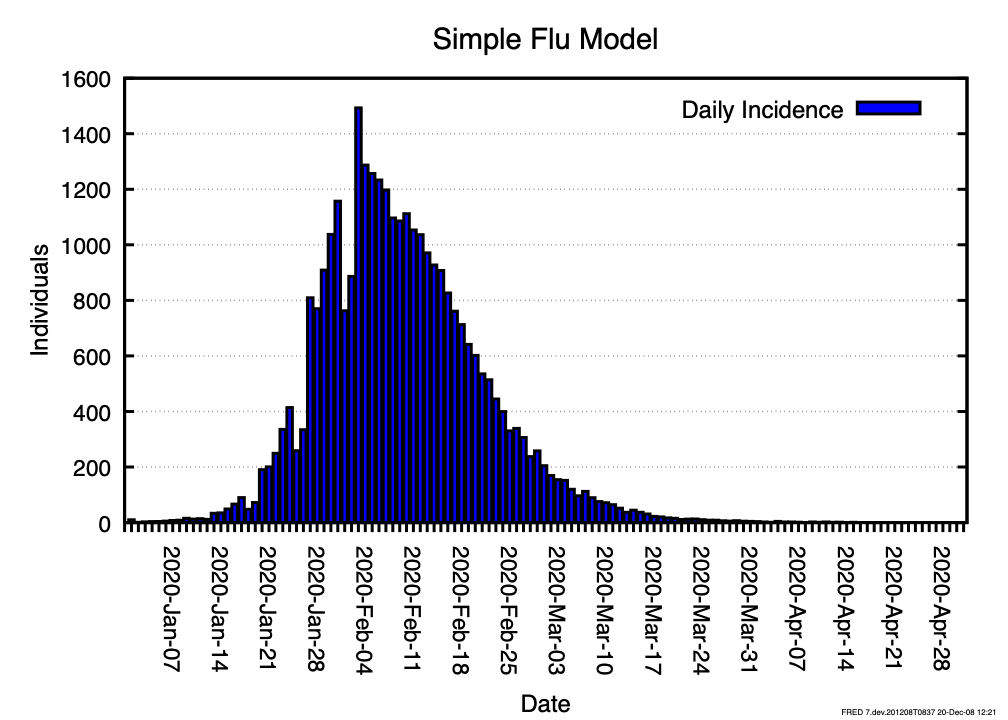 Simple Flu Model
1600
1400
1200
1000
800
600
400
200
0
Individuals
Daily Incidence
2020-Jan-07
2020-Jan-14
2020-Jan-21
2020-Jan-28
2020-Feb-04
2020-Feb-11
2020-Feb-18
2020-Feb-25
2020-Mar-03
2020-Mar-10
2020-Mar-17
2020-Mar-24
2020-Mar-31
2020-Apr-07
2020-Apr-14
2020-Apr-21
2020-Apr-28
Date
FRED 7.dev.201208T0837 20-Dec-08 12:21